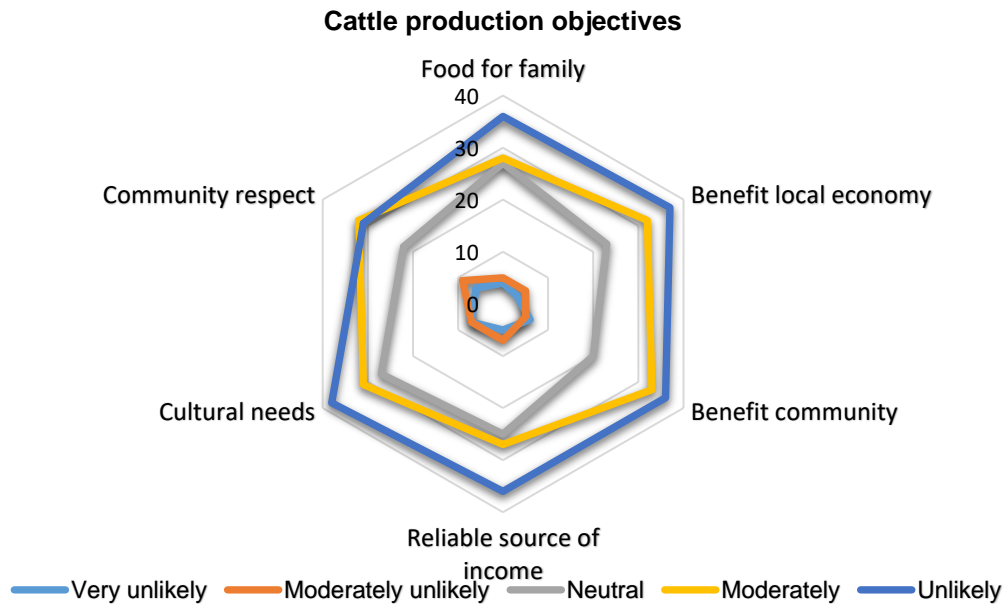 Cattle production objectives
Food for family
40
30
20
10
0
Community respect
Benefit local economy
Cultural needs
Benefit community
Reliable source of
income
Very unlikely Moderately unlikely Neutral Moderately Unlikely